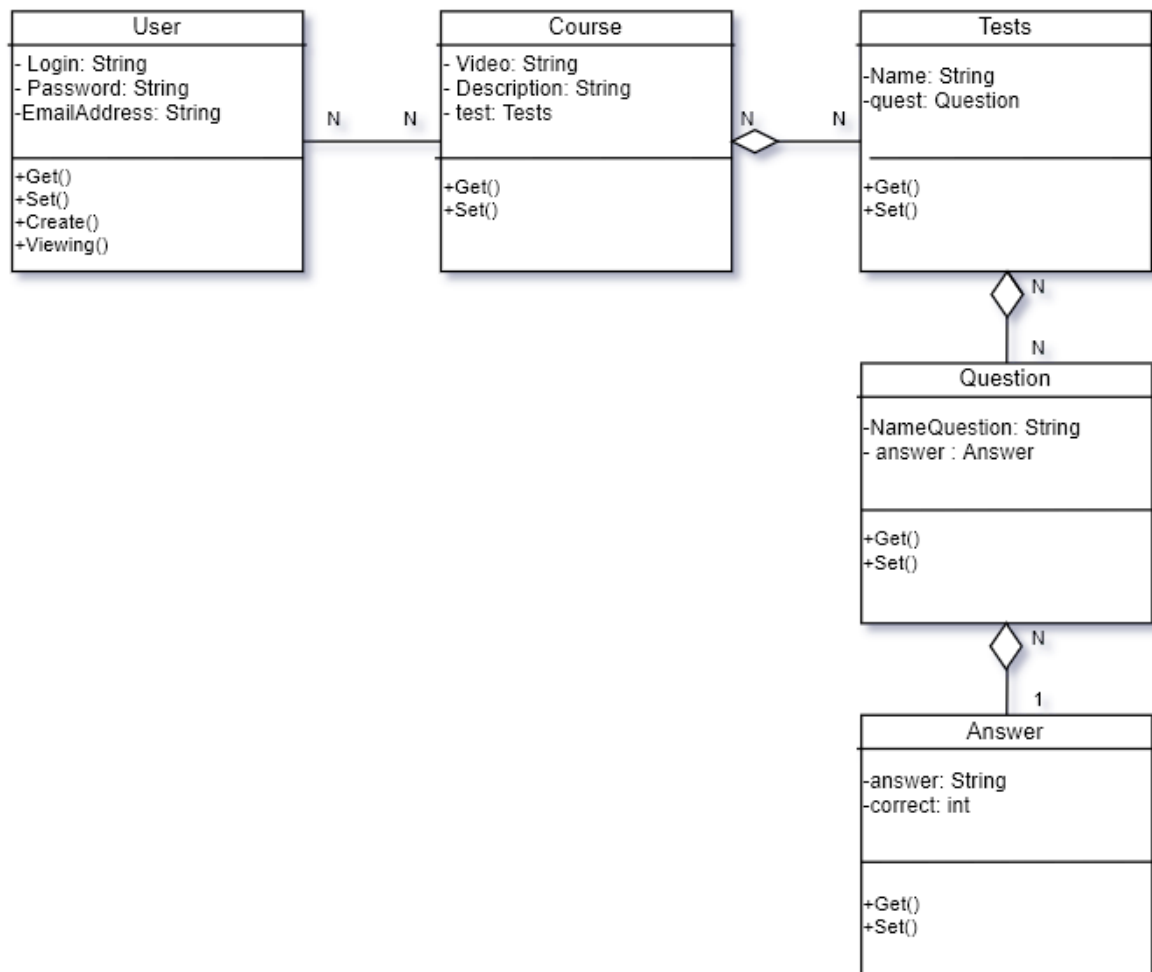 User
- Login: String
- Password: String
-EmailAddress: String
+Get()
+Set()
+Create()
+Viewing()
N
N
Course
- Video: String
- Description: String
- test: Tests
+Get()
+Set()
N
N
Tests
-Name: String
-quest: Question
+Get()
+Set()
N
N
Question
-NameQuestion: String
- answer : Answer
+Get()
+Set()
N
1
Answer
-answer: String
-correct: int
+Get()
+Set()